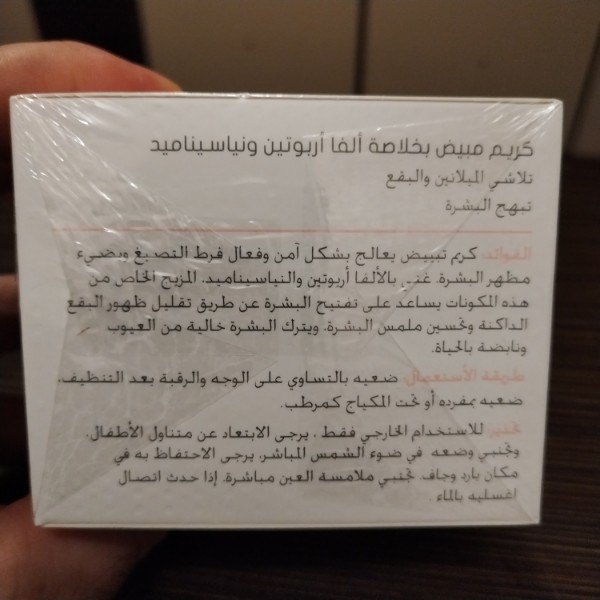 كريم مبيض بخلاصة ألفا أربوتين ونياسيناميد
تلاشي الميلانين والبقع
تبهج البشرة
الفوائد: كريم تبييض يعالج بشكل آمن وفعال فرط التصبغ ويضيء
مظهر البشرة. غني بالألفا أربوتين والنياسيناميد. المزيج الخاص من
هذه المكونات يساعد على تفتيح البشرة عن طريق تقليل ظهور البقع
الداكنة وتحسين ملمس البشرة. ويترك البشرة خالية من العيوب
ونابضة بالحياة.
طريقة الأستعمال: ضعيه بالتساوي على الوجه والرقبة بعد التنظيف.
ضعيه بمفرده أو تحت المكياج كمرطب.
تحذير: للاستخدام الخارجي فقط . يرجى الابتعاد عن متناول الأطفال.
وتجنبي وضعه في ضوء الشمس المباشر. يرجى الاحتفاظ به في
مكان بارد وجاف. تجنبي ملامسة العين مباشرة. إذا حدث اتصال
اغسليه بالماء .